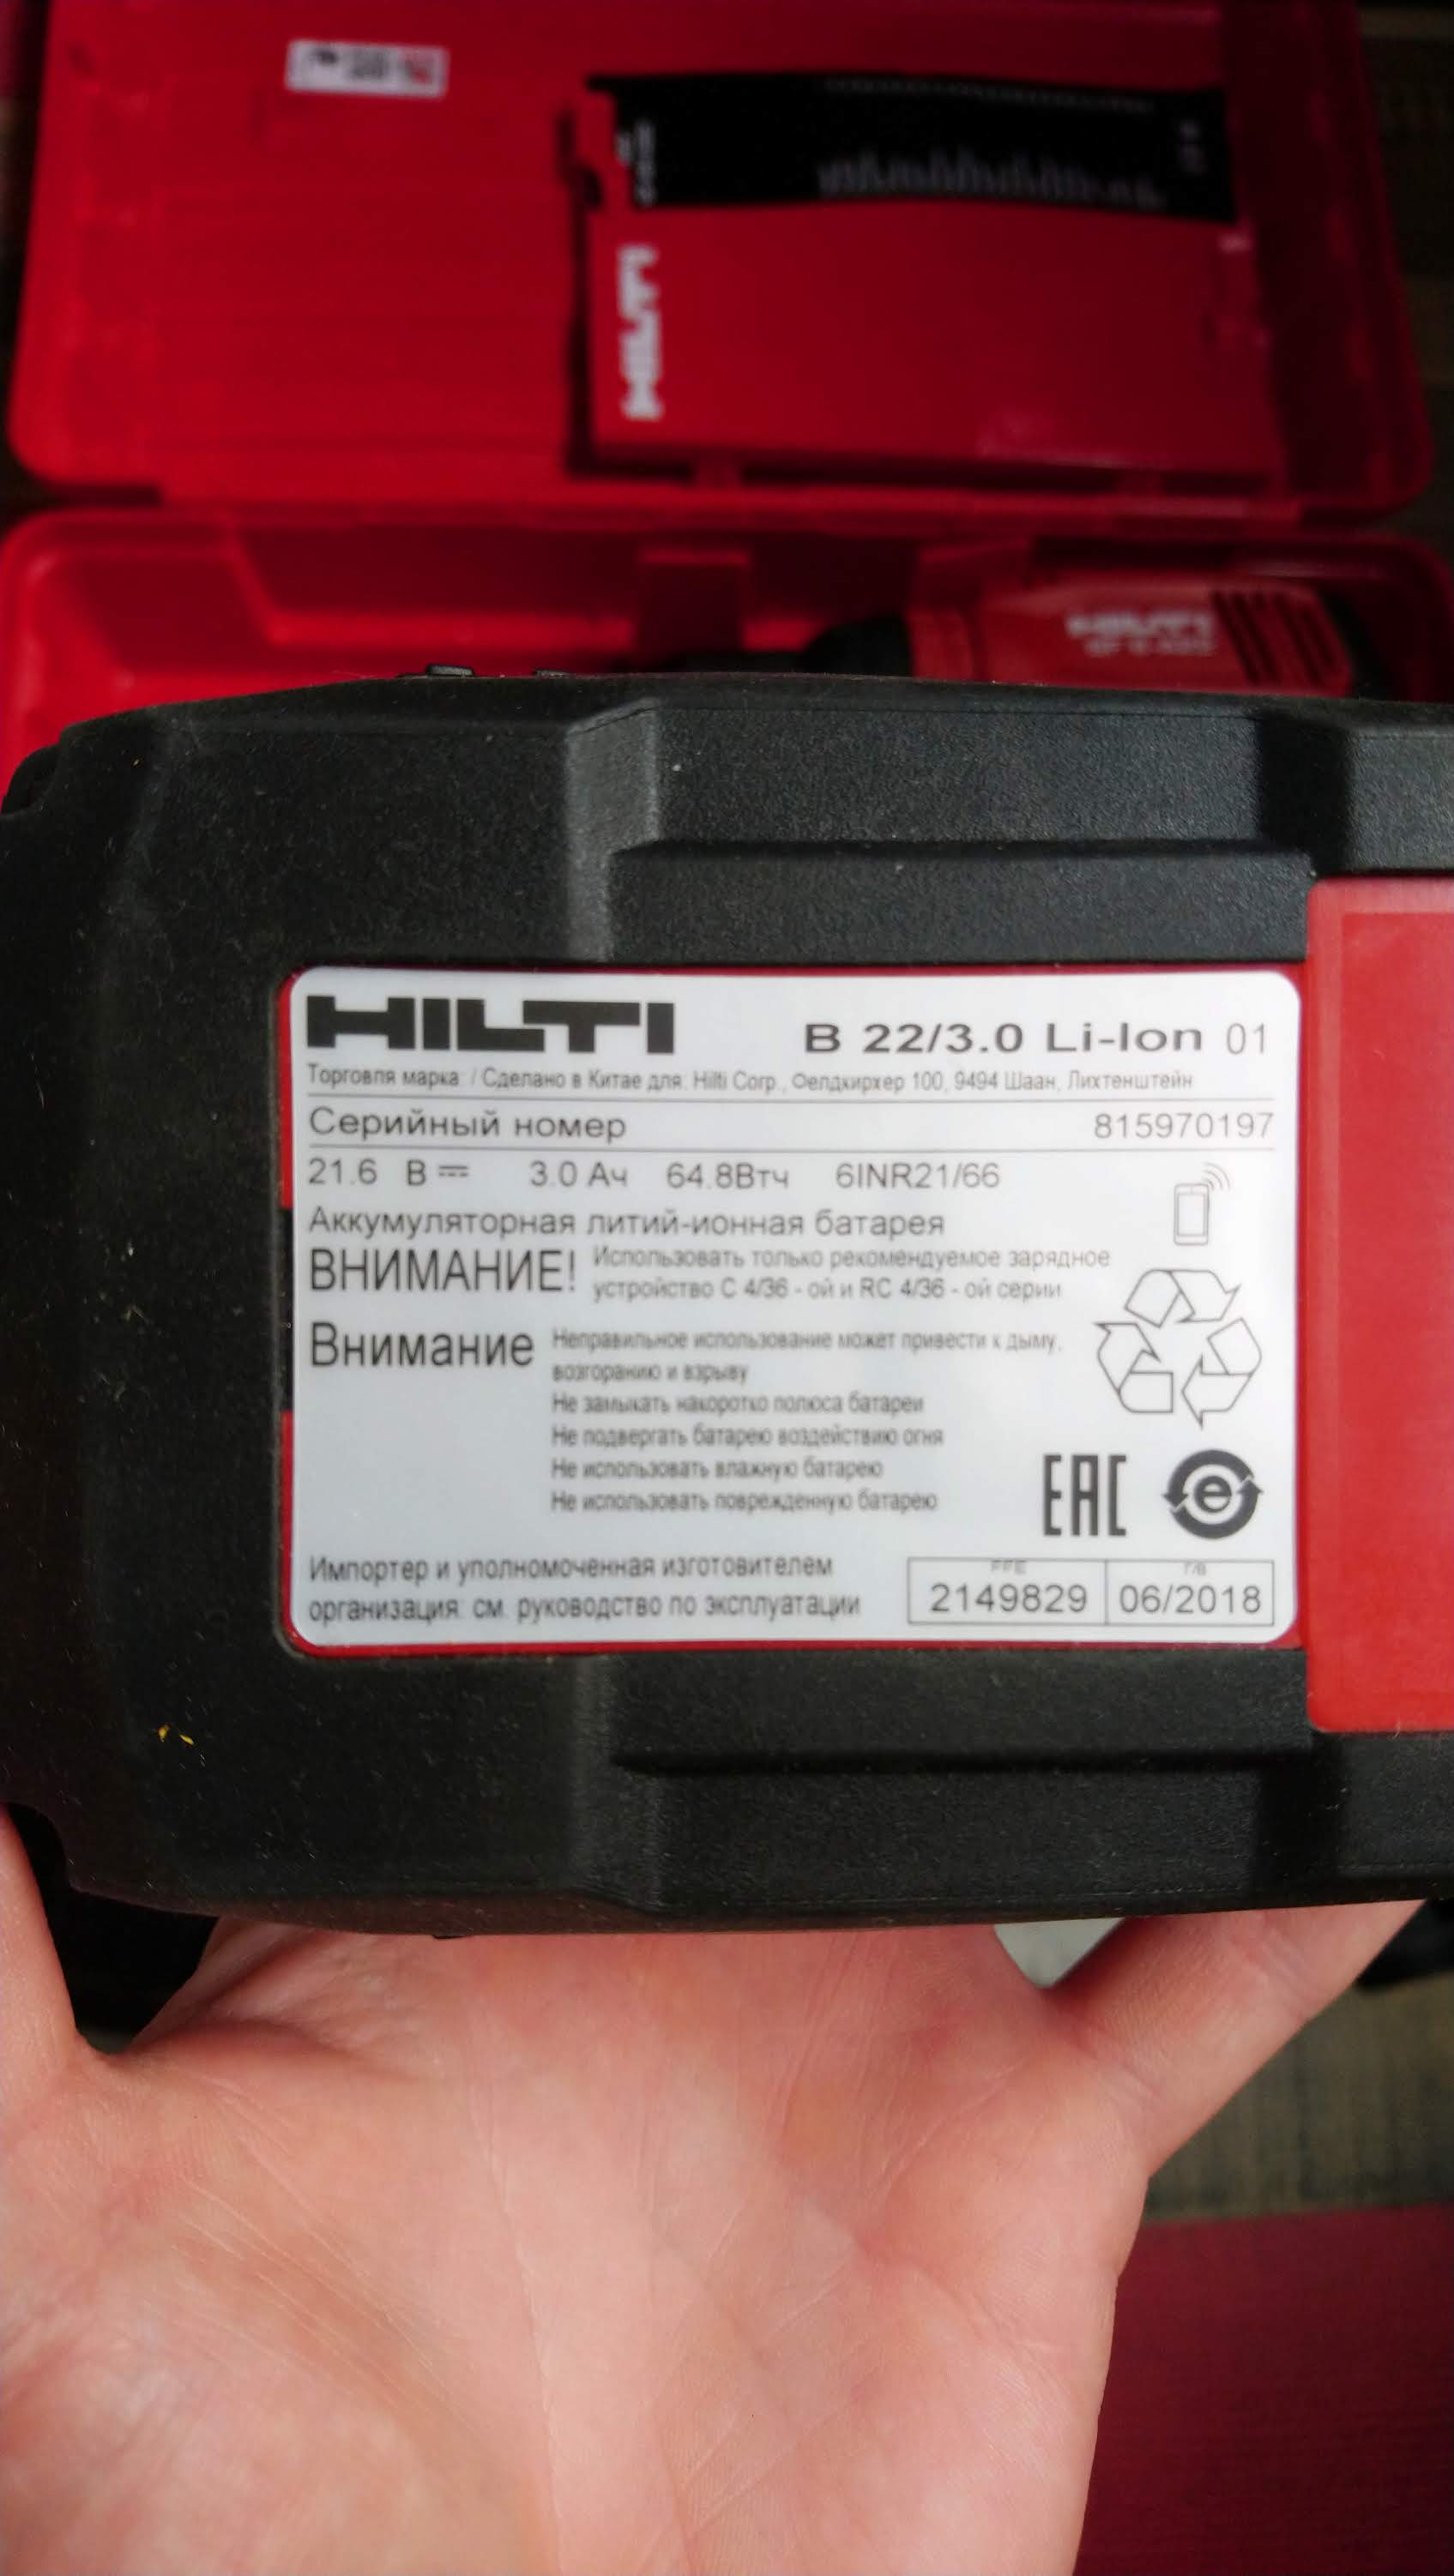 HILTI
HILTI
HILTI B 22/3.0 Li-Ion 01
Торговля марка: / Сделано в Китае для: Hilti Corp., Фелдкирхер 100, 9494 Шаан, Лихтенштейн
Серийный номер 815970197
21.6 В 3.0 Ач 64.8Втч 6INR21/66
Аккумуляторная литий-ионная батарея
ВНИМАНИЕ! Использовать только рекомендуемое зарядное
устройство С 4/36 - ой и RC 4/36 - ой серии
Внимание Неправильное использование может привести к дыму,
возгоранию и взрыву
Не замыкать накоротко полюса батареи
Не подвергать батарею воздействию огня
Не использовать влажную батарею
Не использовать поврежденную батарею
EAC e
Импортер и уполномоченная изготовителем
организация: см. руководство по эксплуатации
PPE Г/В
2149829 06/2018